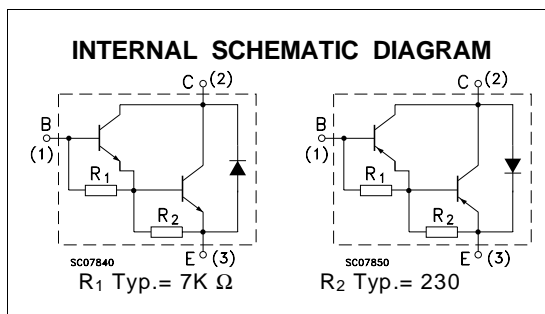 INTERNAL SCHEMATIC DIAGRAM
C (2)
B
(1)
R1
R2
SC07840
E (3)
C (2)
B
(1)
R1
R2
SC07850
E (3)
R1 Typ.= 7K Ω R2 Typ.= 230